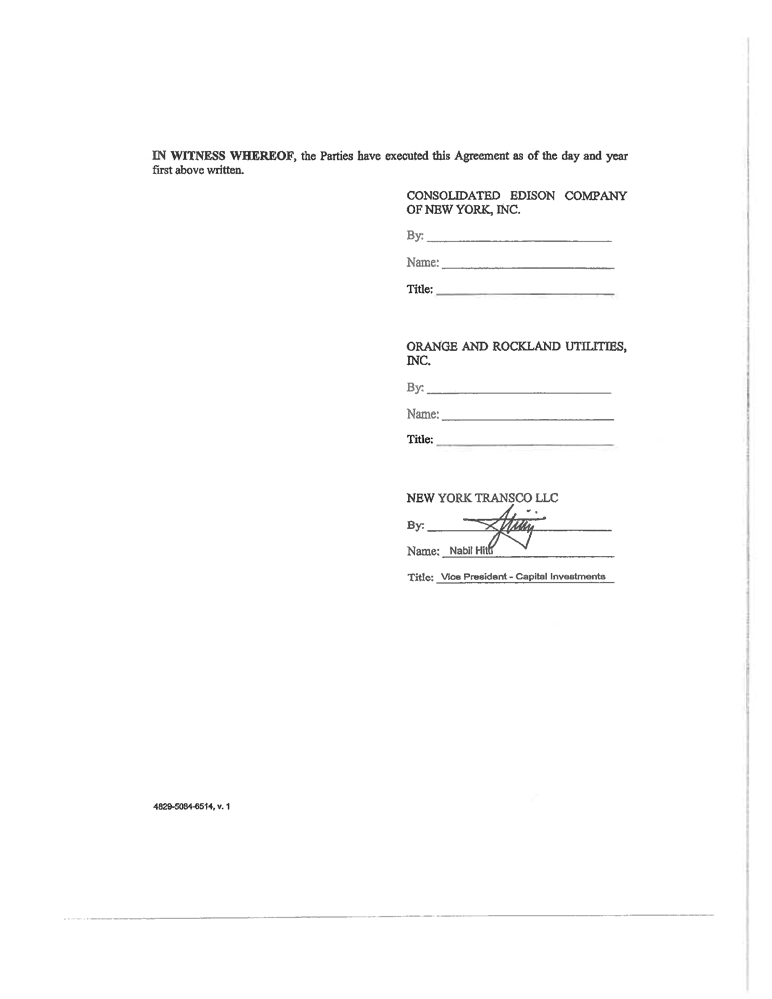 IN WITNESS WHEREOF, the Parties have executed this Agreement as of the day and year
first above written.
CONSOLIDATED EDISON COMPANY
OF NEW YORK, INC.
By:
Name:
Title:
ORANGE AND ROCKLAND UTILITIES,
INC.
By:
Name:
Title:
NEW YORK TRANSCO LLC
By:
Name: Nabil Hitti
Title: Vice President - Capital Investments
4829-5084-6514, v. 1